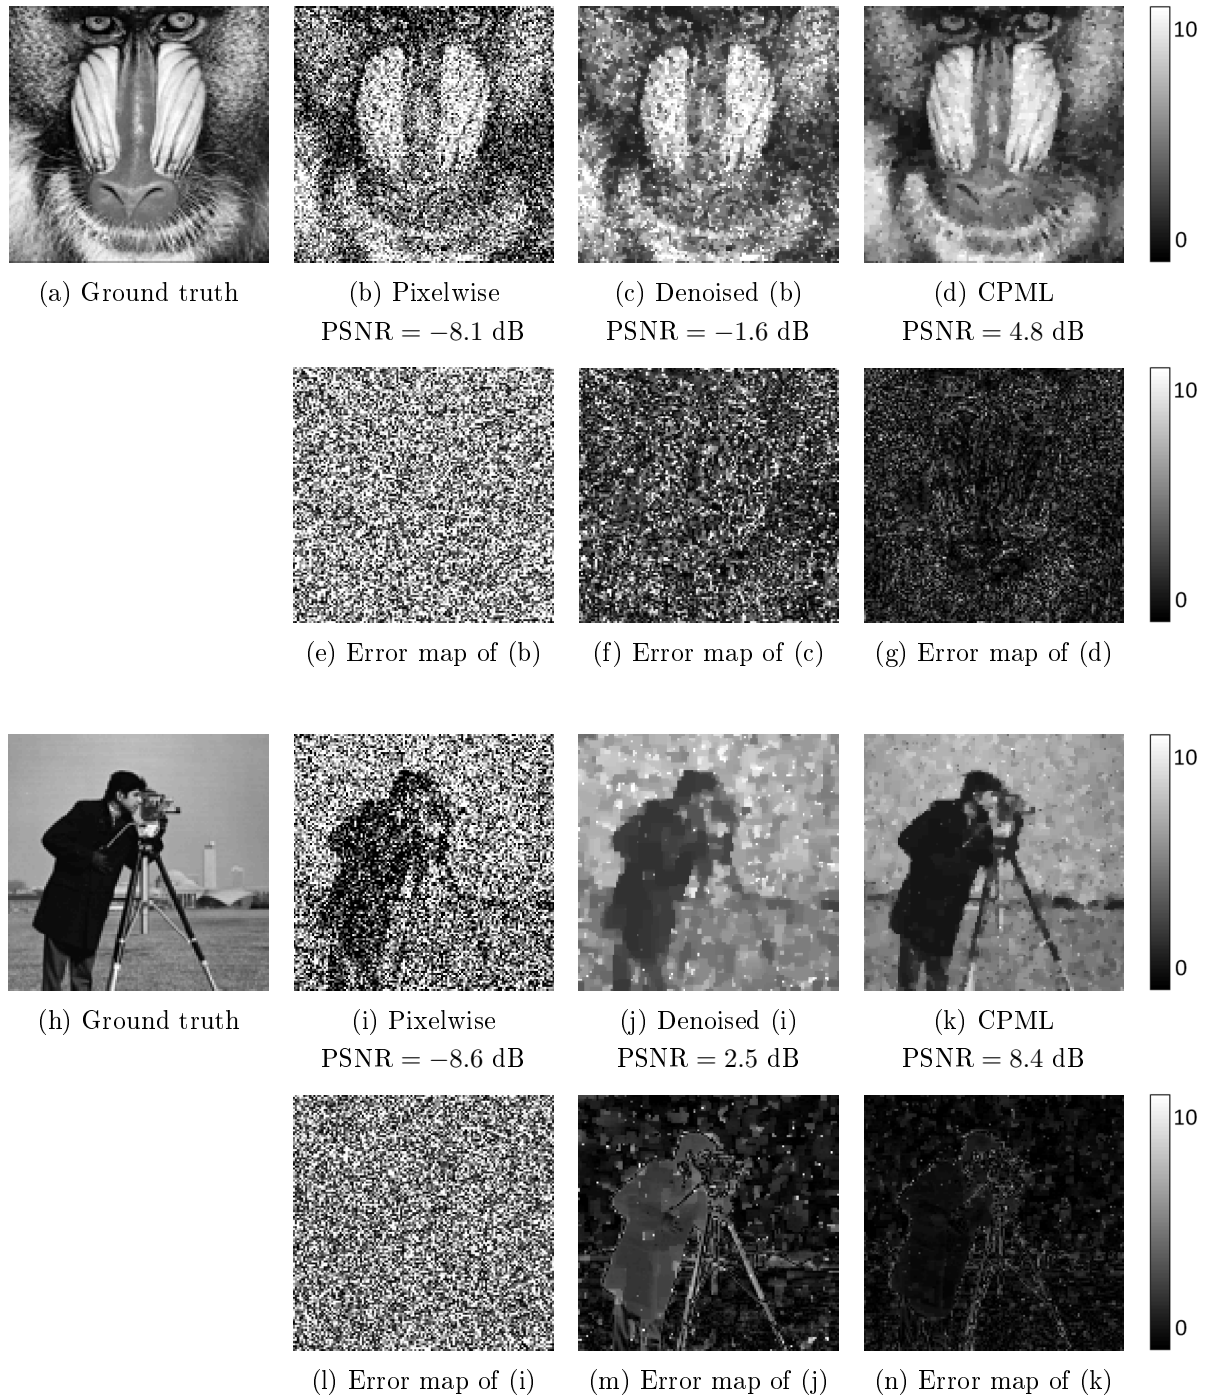 10
0
(a) Ground truth
(b) Pixelwise
PSNR = −8.1 dB
(c) Denoised (b)
PSNR = −1.6 dB
(d) CPML
PSNR = 4.8 dB
10
0
(e) Error map of (b)
(f) Error map of (c)
(g) Error map of (d)
10
0
(h) Ground truth
(i) Pixelwise
PSNR = −8.6 dB
(j) Denoised (i)
PSNR = 2.5 dB
(k) CPML
PSNR = 8.4 dB
10
0
(l) Error map of (i)
(m) Error map of (j)
(n) Error map of (k)